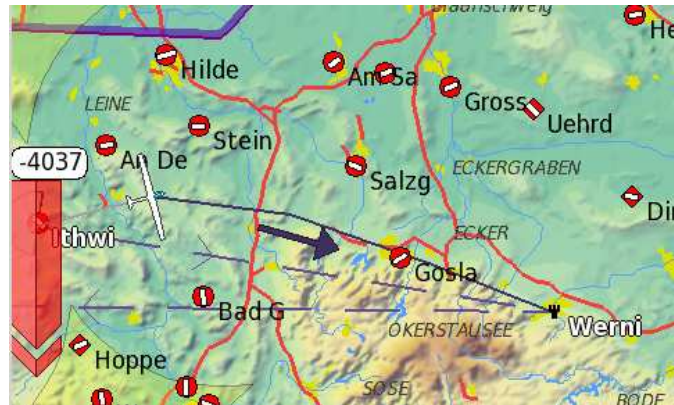 Braunschweig
He
Hilde
Am Sa
LEINE
Gross
Uehrd
Stein
An De
-4037
Salzg
ECKERGRABEN
Din
Ithwi
ECKER
Gosla
Bad G
OKERSTAUSEE
Werni
Hoppe
SOSE
BODE